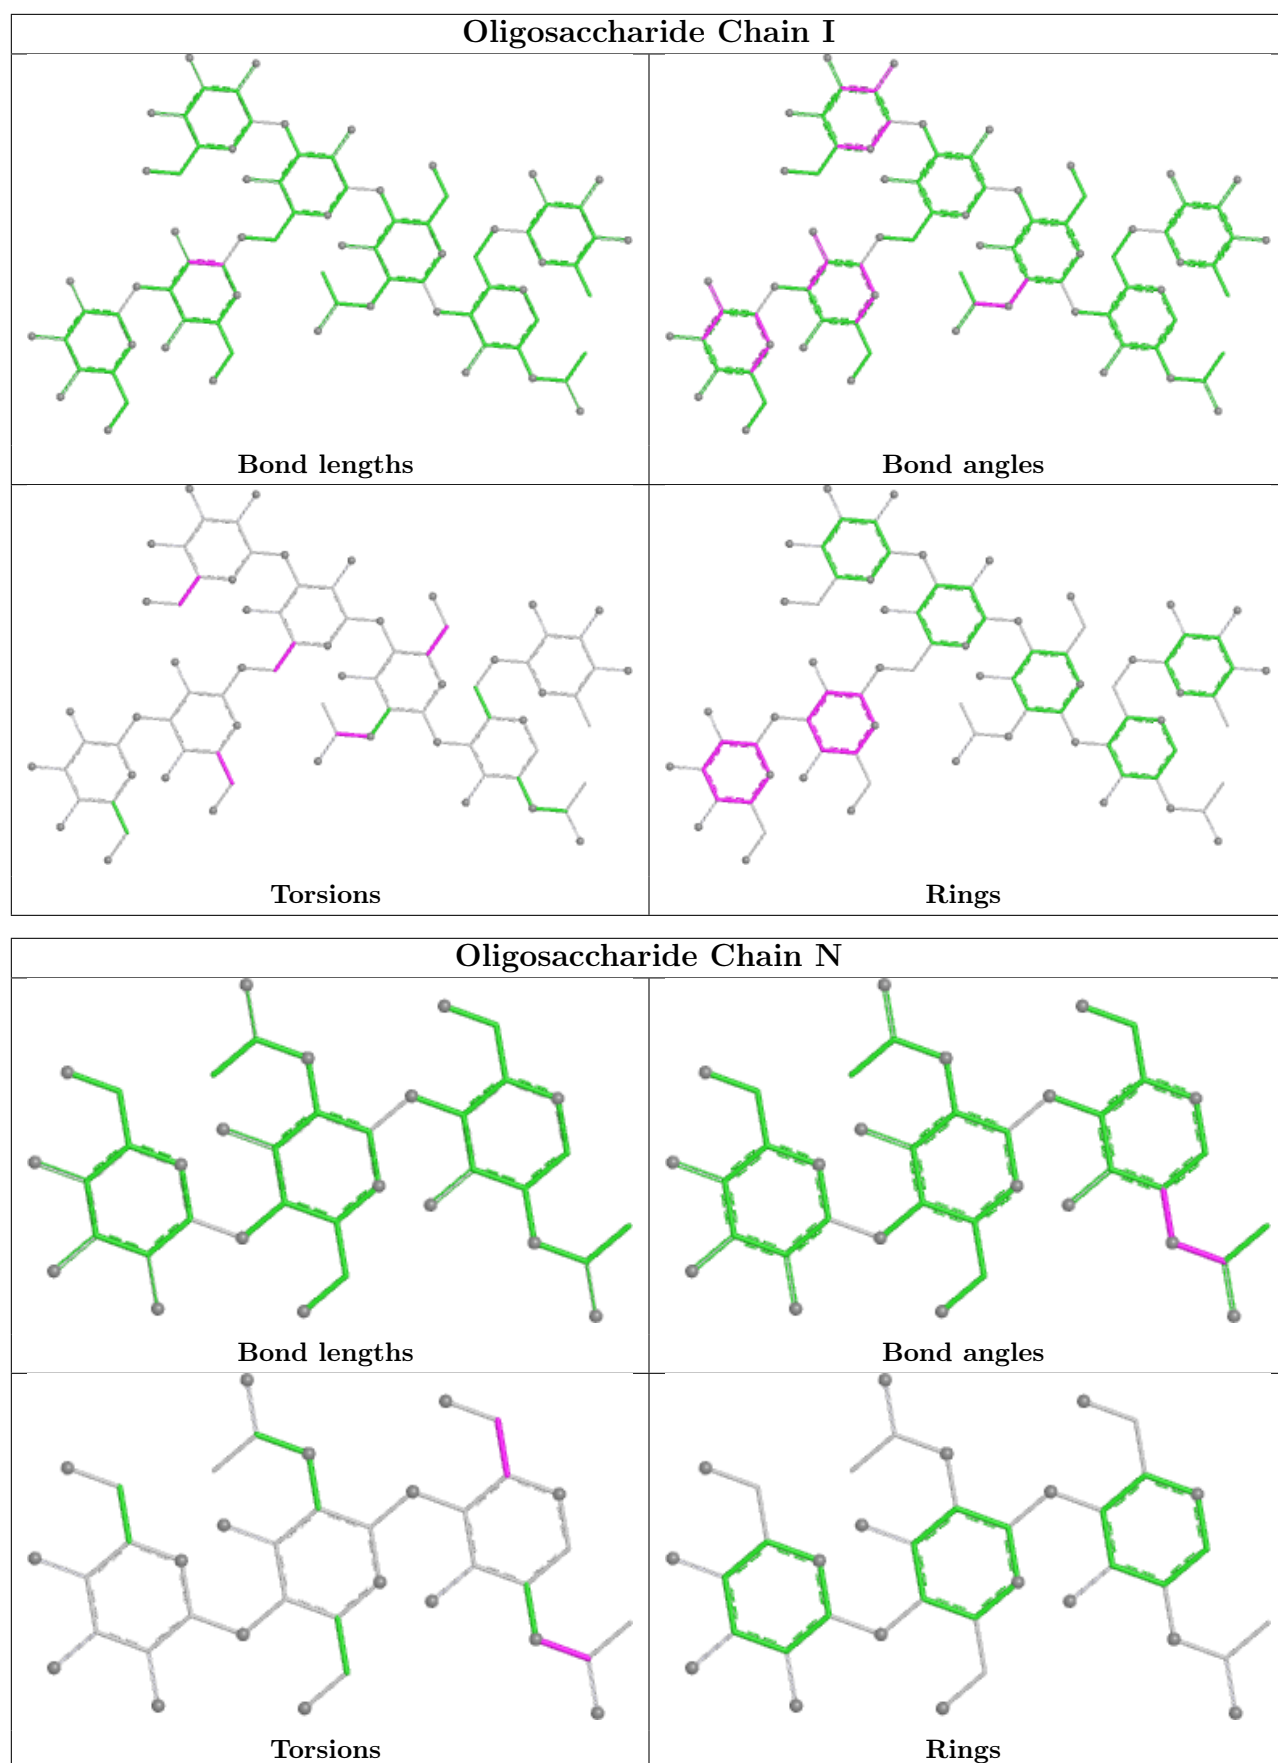 Oligosaccharide Chain I
Bond lengths
Bond angles
Torsions
Rings
Oligosaccharide Chain N
Bond lengths
Bond angles
Torsions
Rings